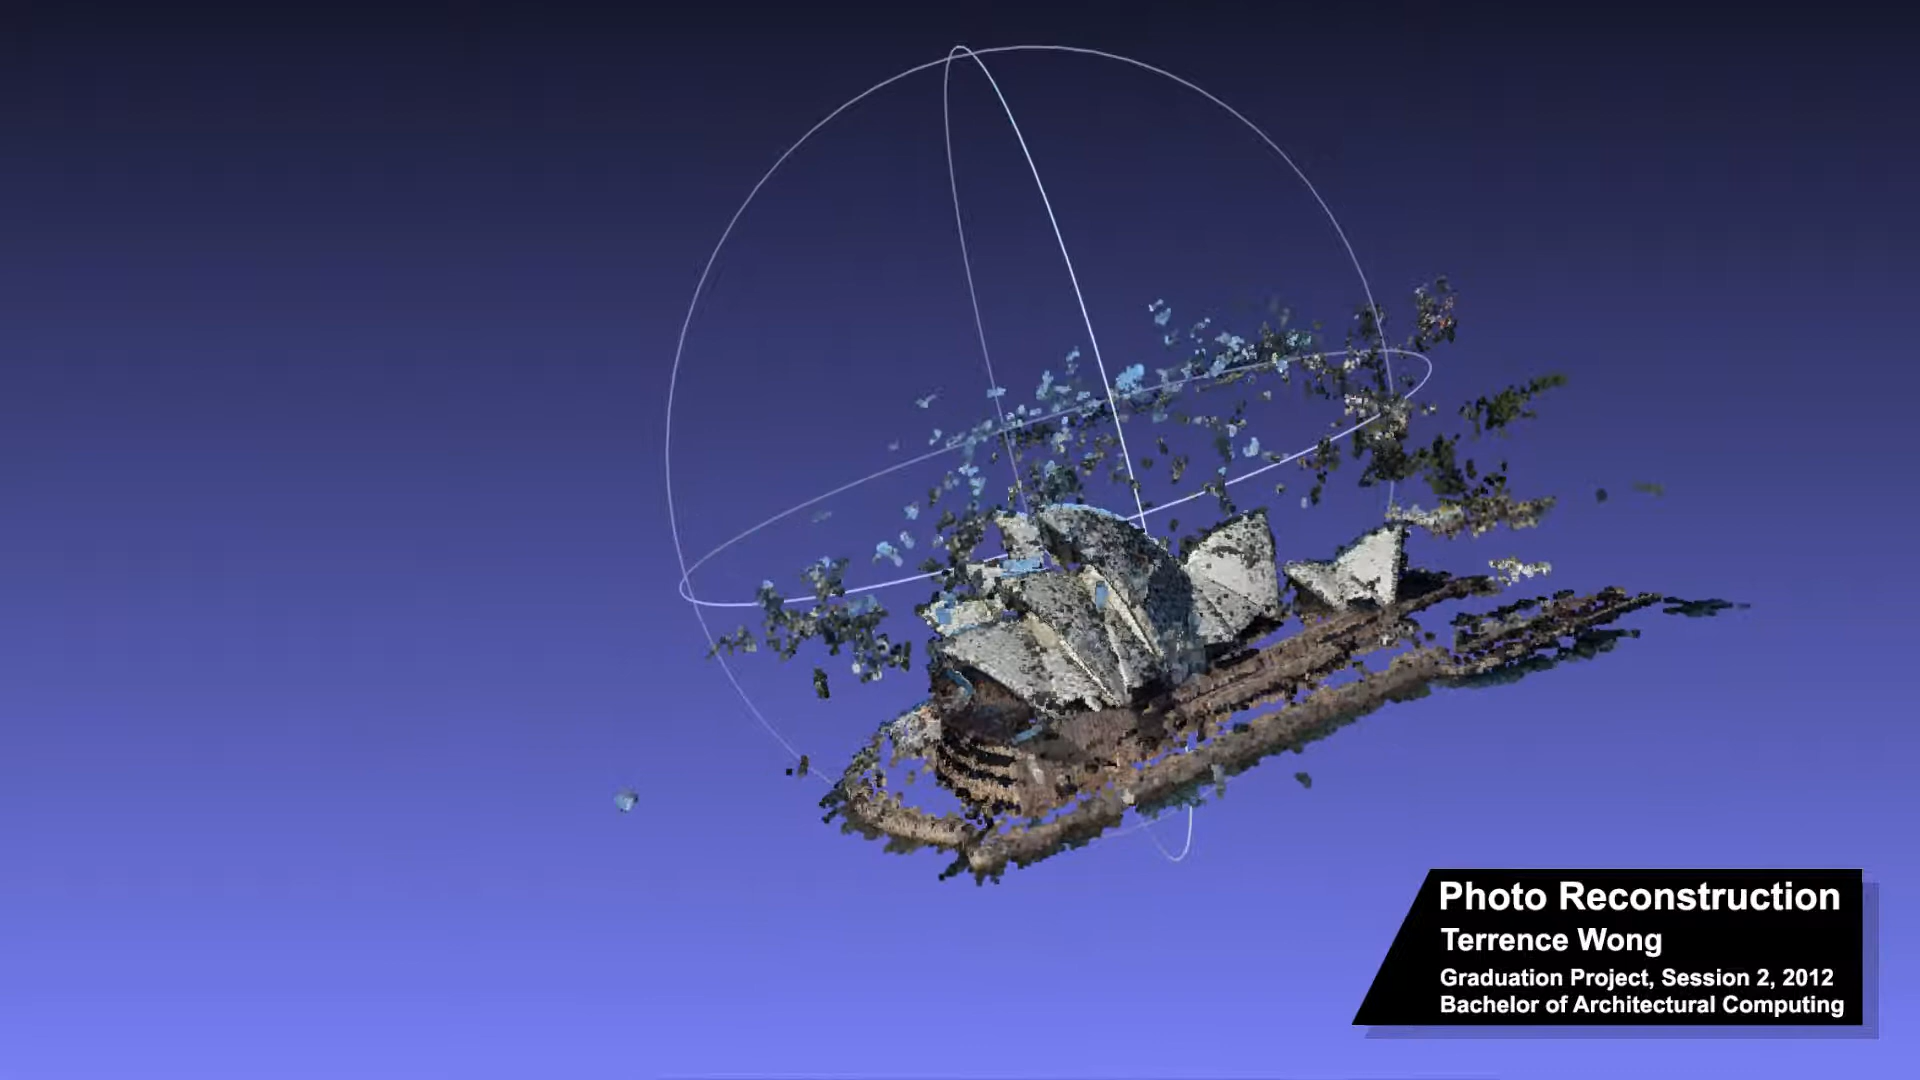 Photo Reconstruction
Terrence Wong
Graduation Project, Session 2, 2012
Bachelor of Architectural Computing